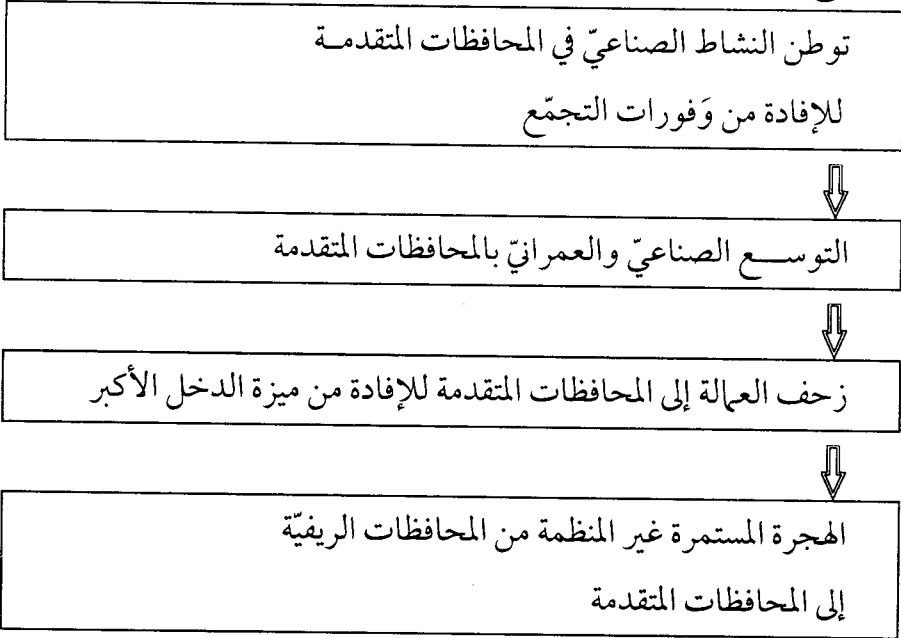 توطن النشاط الصناعيّ في المحافظات المتقدمـة
للإفادة من وَفورات التجمّع
التوســع الصناعيّ والعمرانيّ بالمحافظات المتقدمة
زحف العمالة إلى المحافظات المتقدمة للإفادة من ميزة الدخل الأكبر
الهجرة المستمرة غير المنظمة من المحافظات الريفيّة
إلى المحافظات المتقدمة